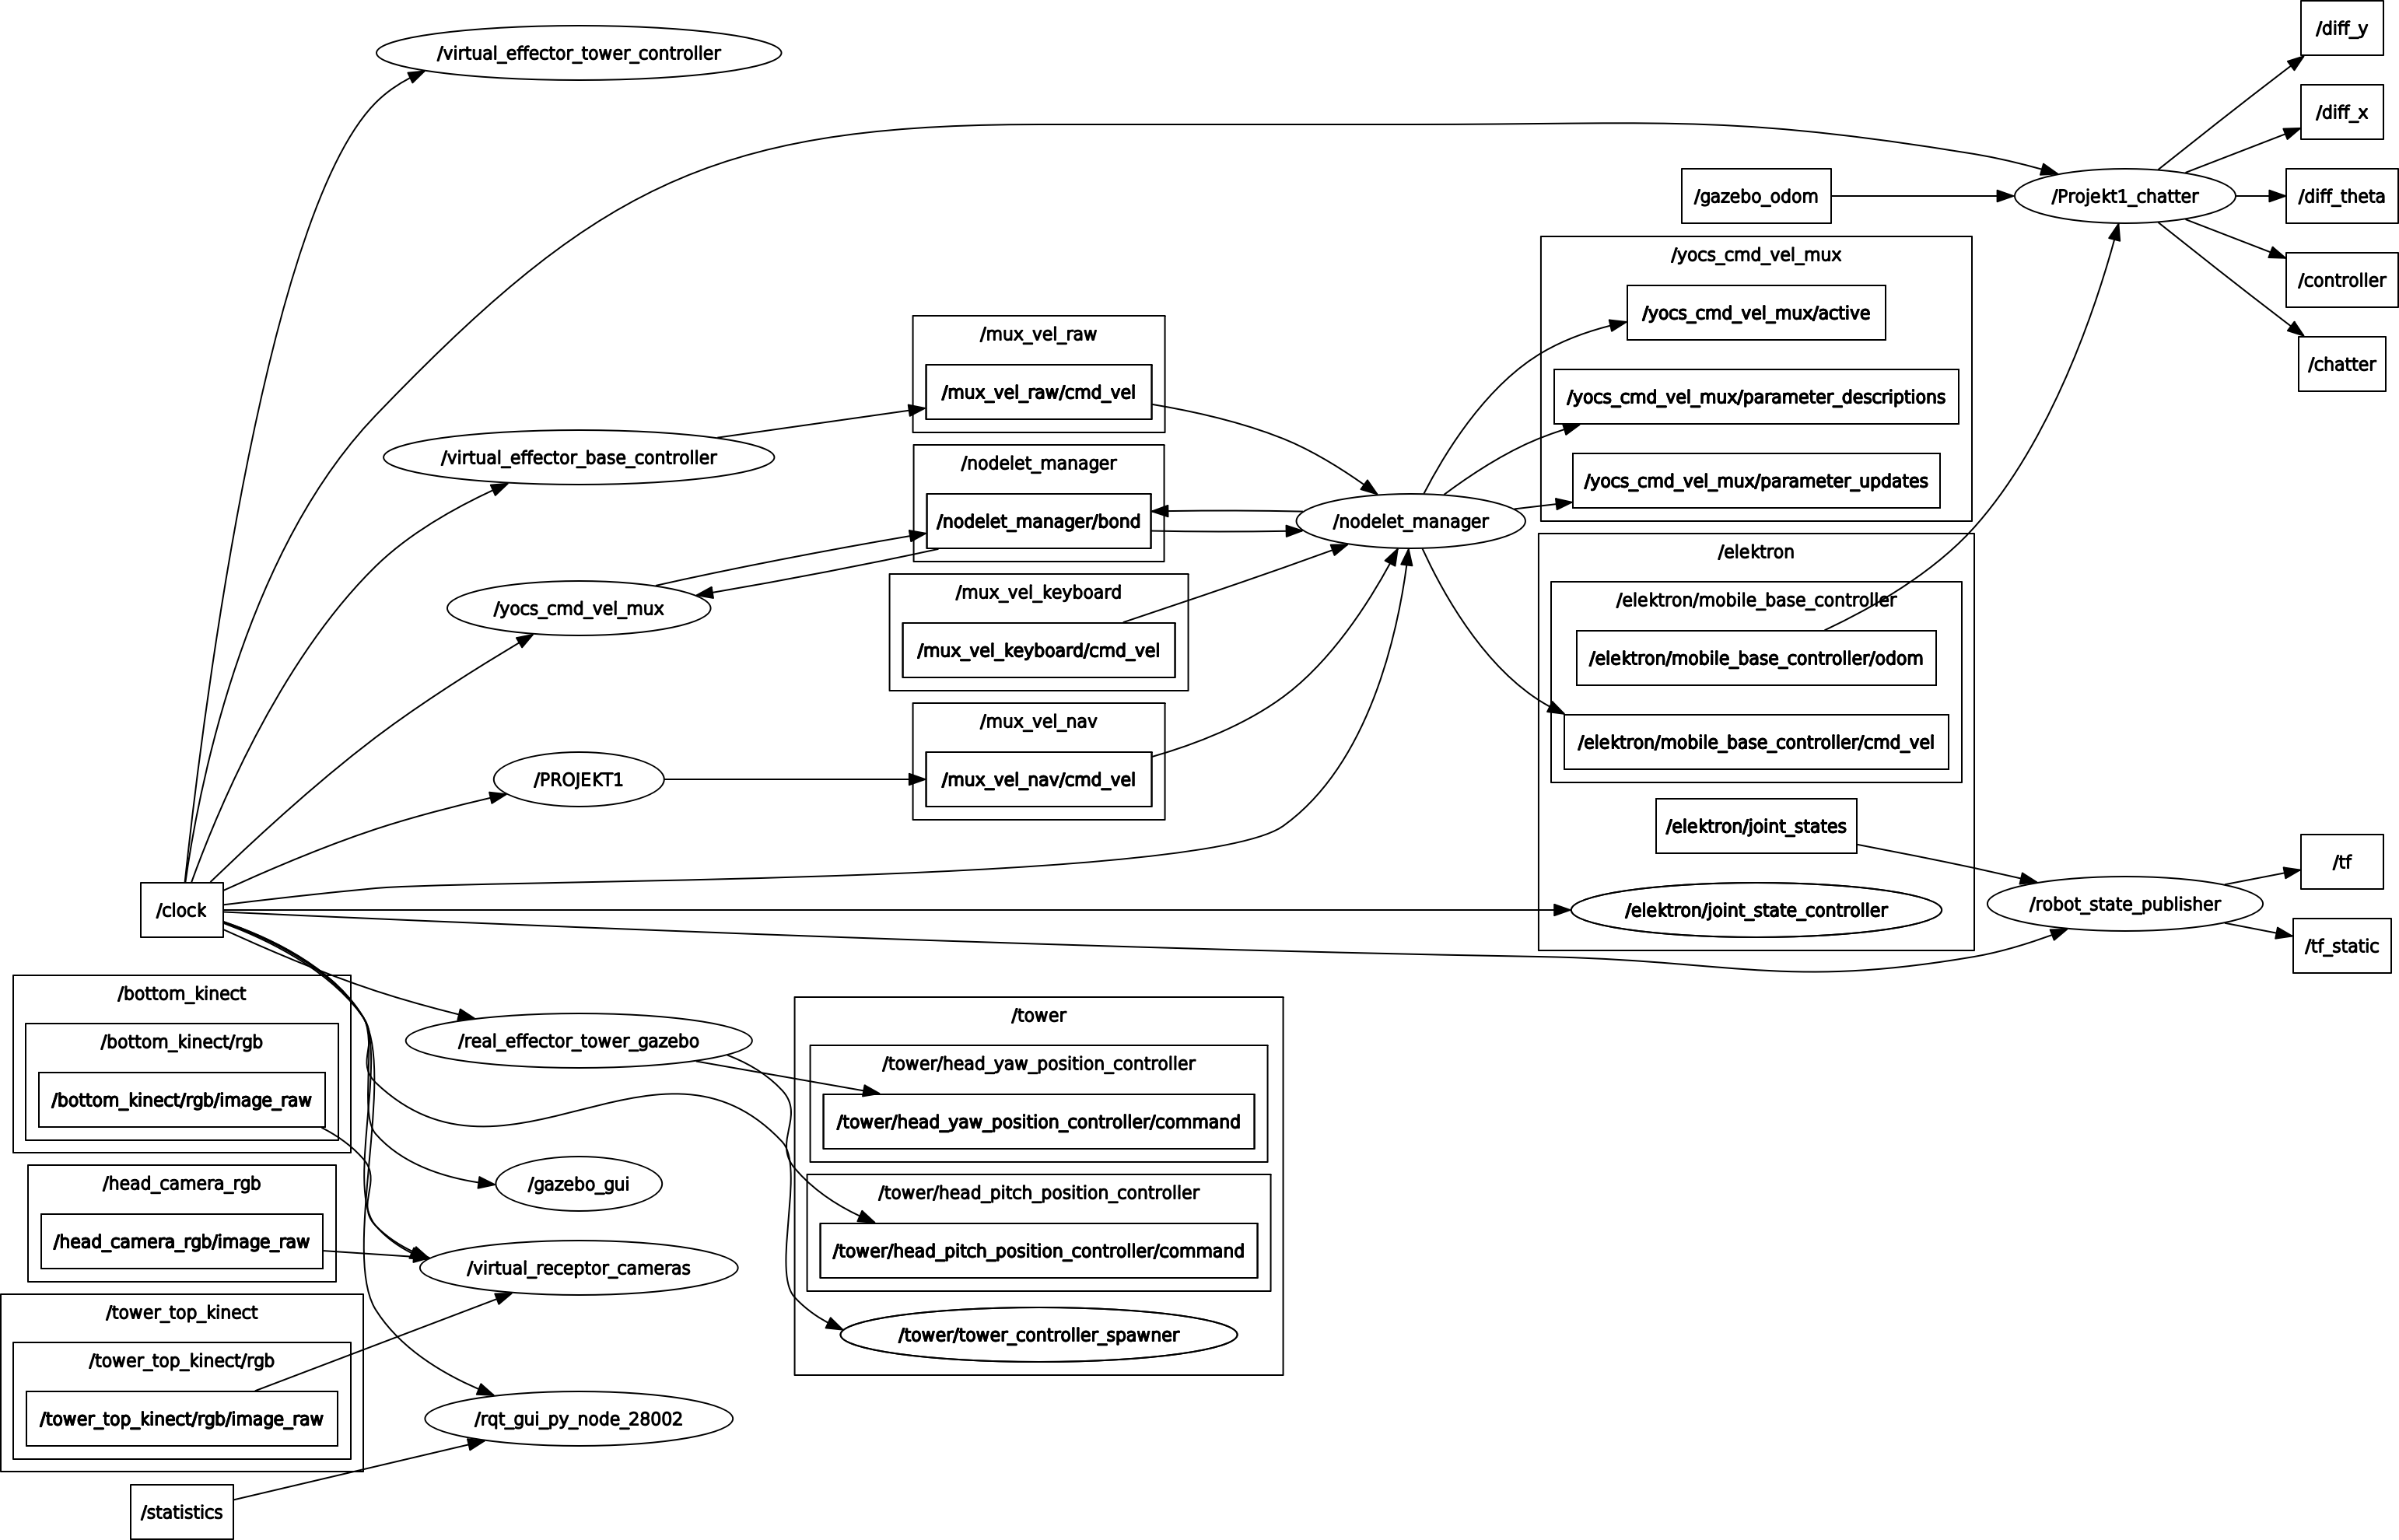 /virtual_effector_tower_controller
/diff_y
/diff_x
/gazebo_odom
/Projekt1_chatter
/diff_theta
/controller
/chatter
/yocs_cmd_vel_mux
/yocs_cmd_vel_mux/active
/yocs_cmd_vel_mux/parameter_descriptions
/yocs_cmd_vel_mux/parameter_updates
/mux_vel_raw
/mux_vel_raw/cmd_vel
/virtual_effector_base_controller
/nodelet_manager
/nodelet_manager/bond
/nodelet_manager
/yocs_cmd_vel_mux
/mux_vel_keyboard
/mux_vel_keyboard/cmd_vel
/mux_vel_nav
/mux_vel_nav/cmd_vel
/PROJEKT1
/elektron
/elektron/mobile_base_controller
/elektron/mobile_base_controller/odom
/elektron/mobile_base_controller/cmd_vel
/elektron/joint_states
/elektron/joint_state_controller
/robot_state_publisher
/tf
/tf_static
/clock
/bottom_kinect
/bottom_kinect/rgb
/bottom_kinect/rgb/image_raw
/real_effector_tower_gazebo
/tower
/tower/head_yaw_position_controller
/tower/head_yaw_position_controller/command
/tower/head_pitch_position_controller
/tower/head_pitch_position_controller/command
/tower/tower_controller_spawner
/head_camera_rgb
/head_camera_rgb/image_raw
/gazebo_gui
/virtual_receptor_cameras
/tower_top_kinect
/tower_top_kinect/rgb
/tower_top_kinect/rgb/image_raw
/rqt_gui_py_node_28002
/statistics